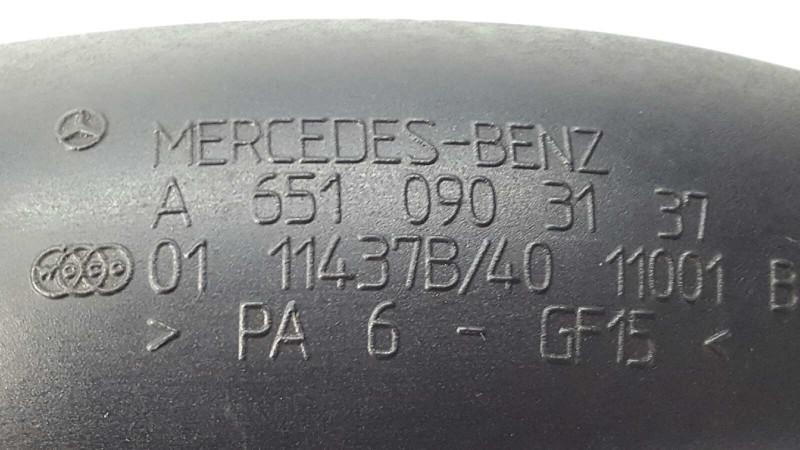 MERCEDES-BENZ
A 651 090 31 37
01 11437B/40 11001 B
> PA 6 - GF15 <